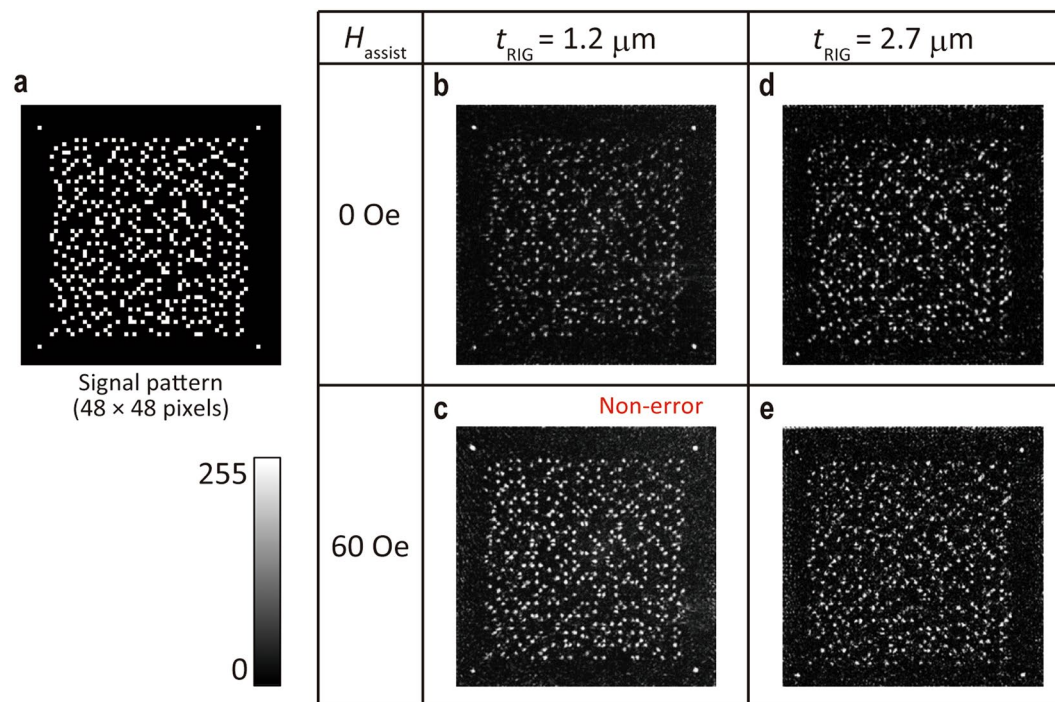 H_assist
t_RIG = 1.2 μm
t_RIG = 2.7 μm
a
b
d
0 Oe
Signal pattern
(48 × 48 pixels)
c
Non-error
e
255
60 Oe
0